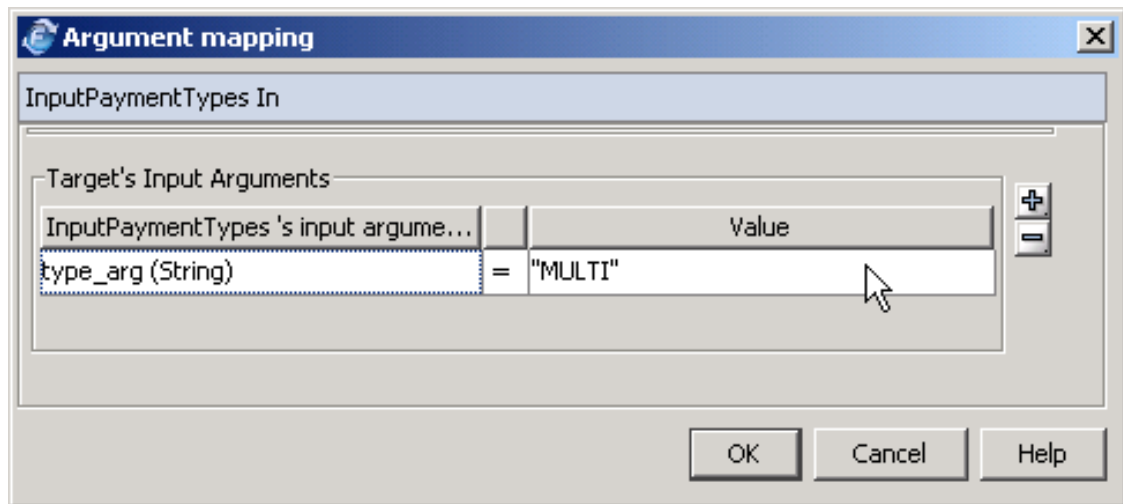 Argument mapping
InputPaymentTypes In
Target's Input Arguments
InputPaymentTypes 's input argume... Value
type_arg (String) = "MULTI"
OK Cancel Help